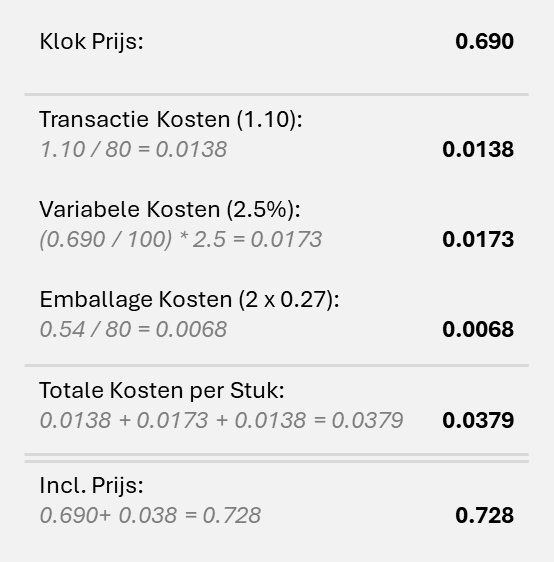 Klok Prijs: 0.690
Transactie Kosten (1.10):
1.10 / 80 = 0.0138 0.0138
Variabele Kosten (2.5%):
(0.690 / 100) * 2.5 = 0.0173 0.0173
Emballage Kosten (2 x 0.27):
0.54 / 80 = 0.0068 0.0068
Totale Kosten per Stuk:
0.0138 + 0.0173 + 0.0138 = 0.0379 0.0379
Incl. Prijs:
0.690+ 0.038 = 0.728 0.728